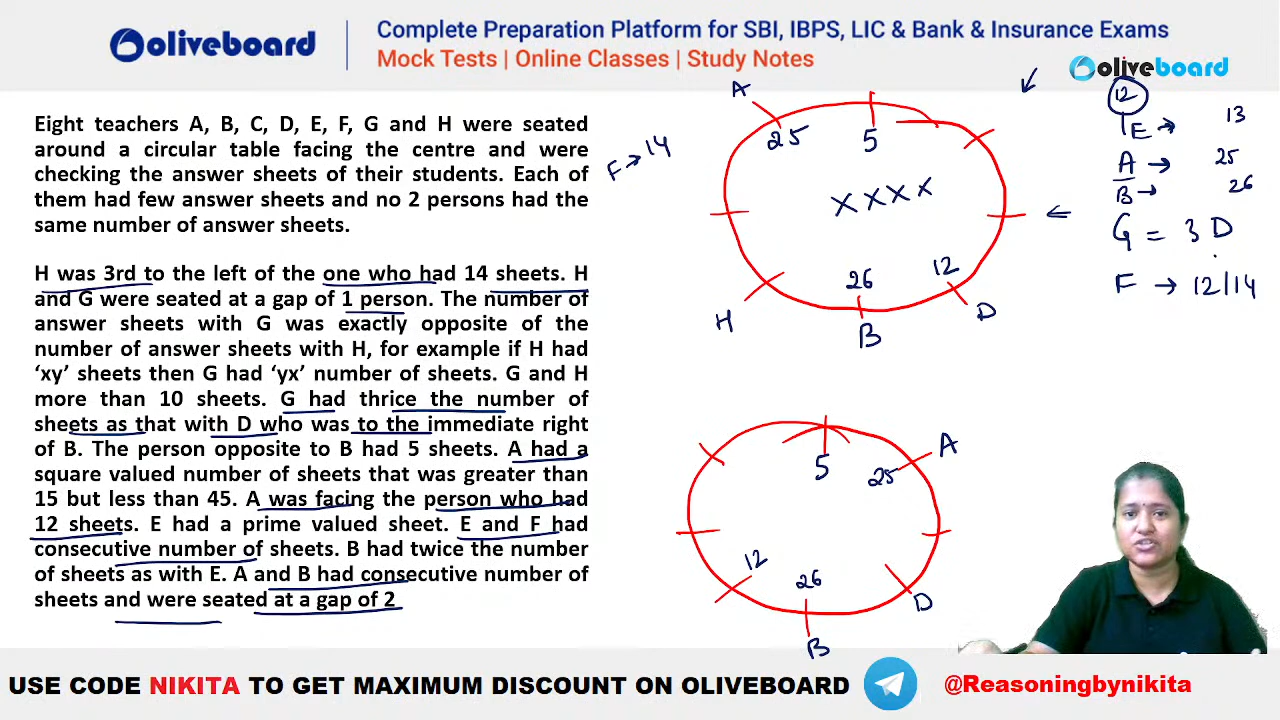 oliveboard
Complete Preparation Platform for SBI, IBPS, LIC & Bank & Insurance Exams
Mock Tests | Online Classes | Study Notes
oliveboard
Eight teachers A, B, C, D, E, F, G and H were seated
around a circular table facing the centre and were
checking the answer sheets of their students. Each of
them had few answer sheets and no 2 persons had the
same number of answer sheets.
H was 3rd to the left of the one who had 14 sheets. H
and G were seated at a gap of 1 person. The number of
answer sheets with G was exactly opposite of the
number of answer sheets with H, for example if H had
‘xy’ sheets then G had ‘yx’ number of sheets. G and H
more than 10 sheets. G had thrice the number of
sheets as that with D who was to the immediate right
of B. The person opposite to B had 5 sheets. A had a
square valued number of sheets that was greater than
15 but less than 45. A was facing the person who had
12 sheets. E had a prime valued sheet. E and F had
consecutive number of sheets. B had twice the number
of sheets as with E. A and B had consecutive number of
sheets and were seated at a gap of 2
F → 14
A
25
5
X X X X
H
26
B
12
D
12
E → 13
A → 25
B → 26
G = 3 D
F → 12/14
5
25
A
12
26
B
D
USE CODE NIKITA TO GET MAXIMUM DISCOUNT ON OLIVEBOARD
@Reasoningbynikita